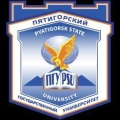 ПЯТИГОРСКИЙ
PYATIGORSK STATE
ПГУ PSU
UNIVERSITY
ГОСУДАРСТВЕННЫЙ УНИВЕРСИТЕТ